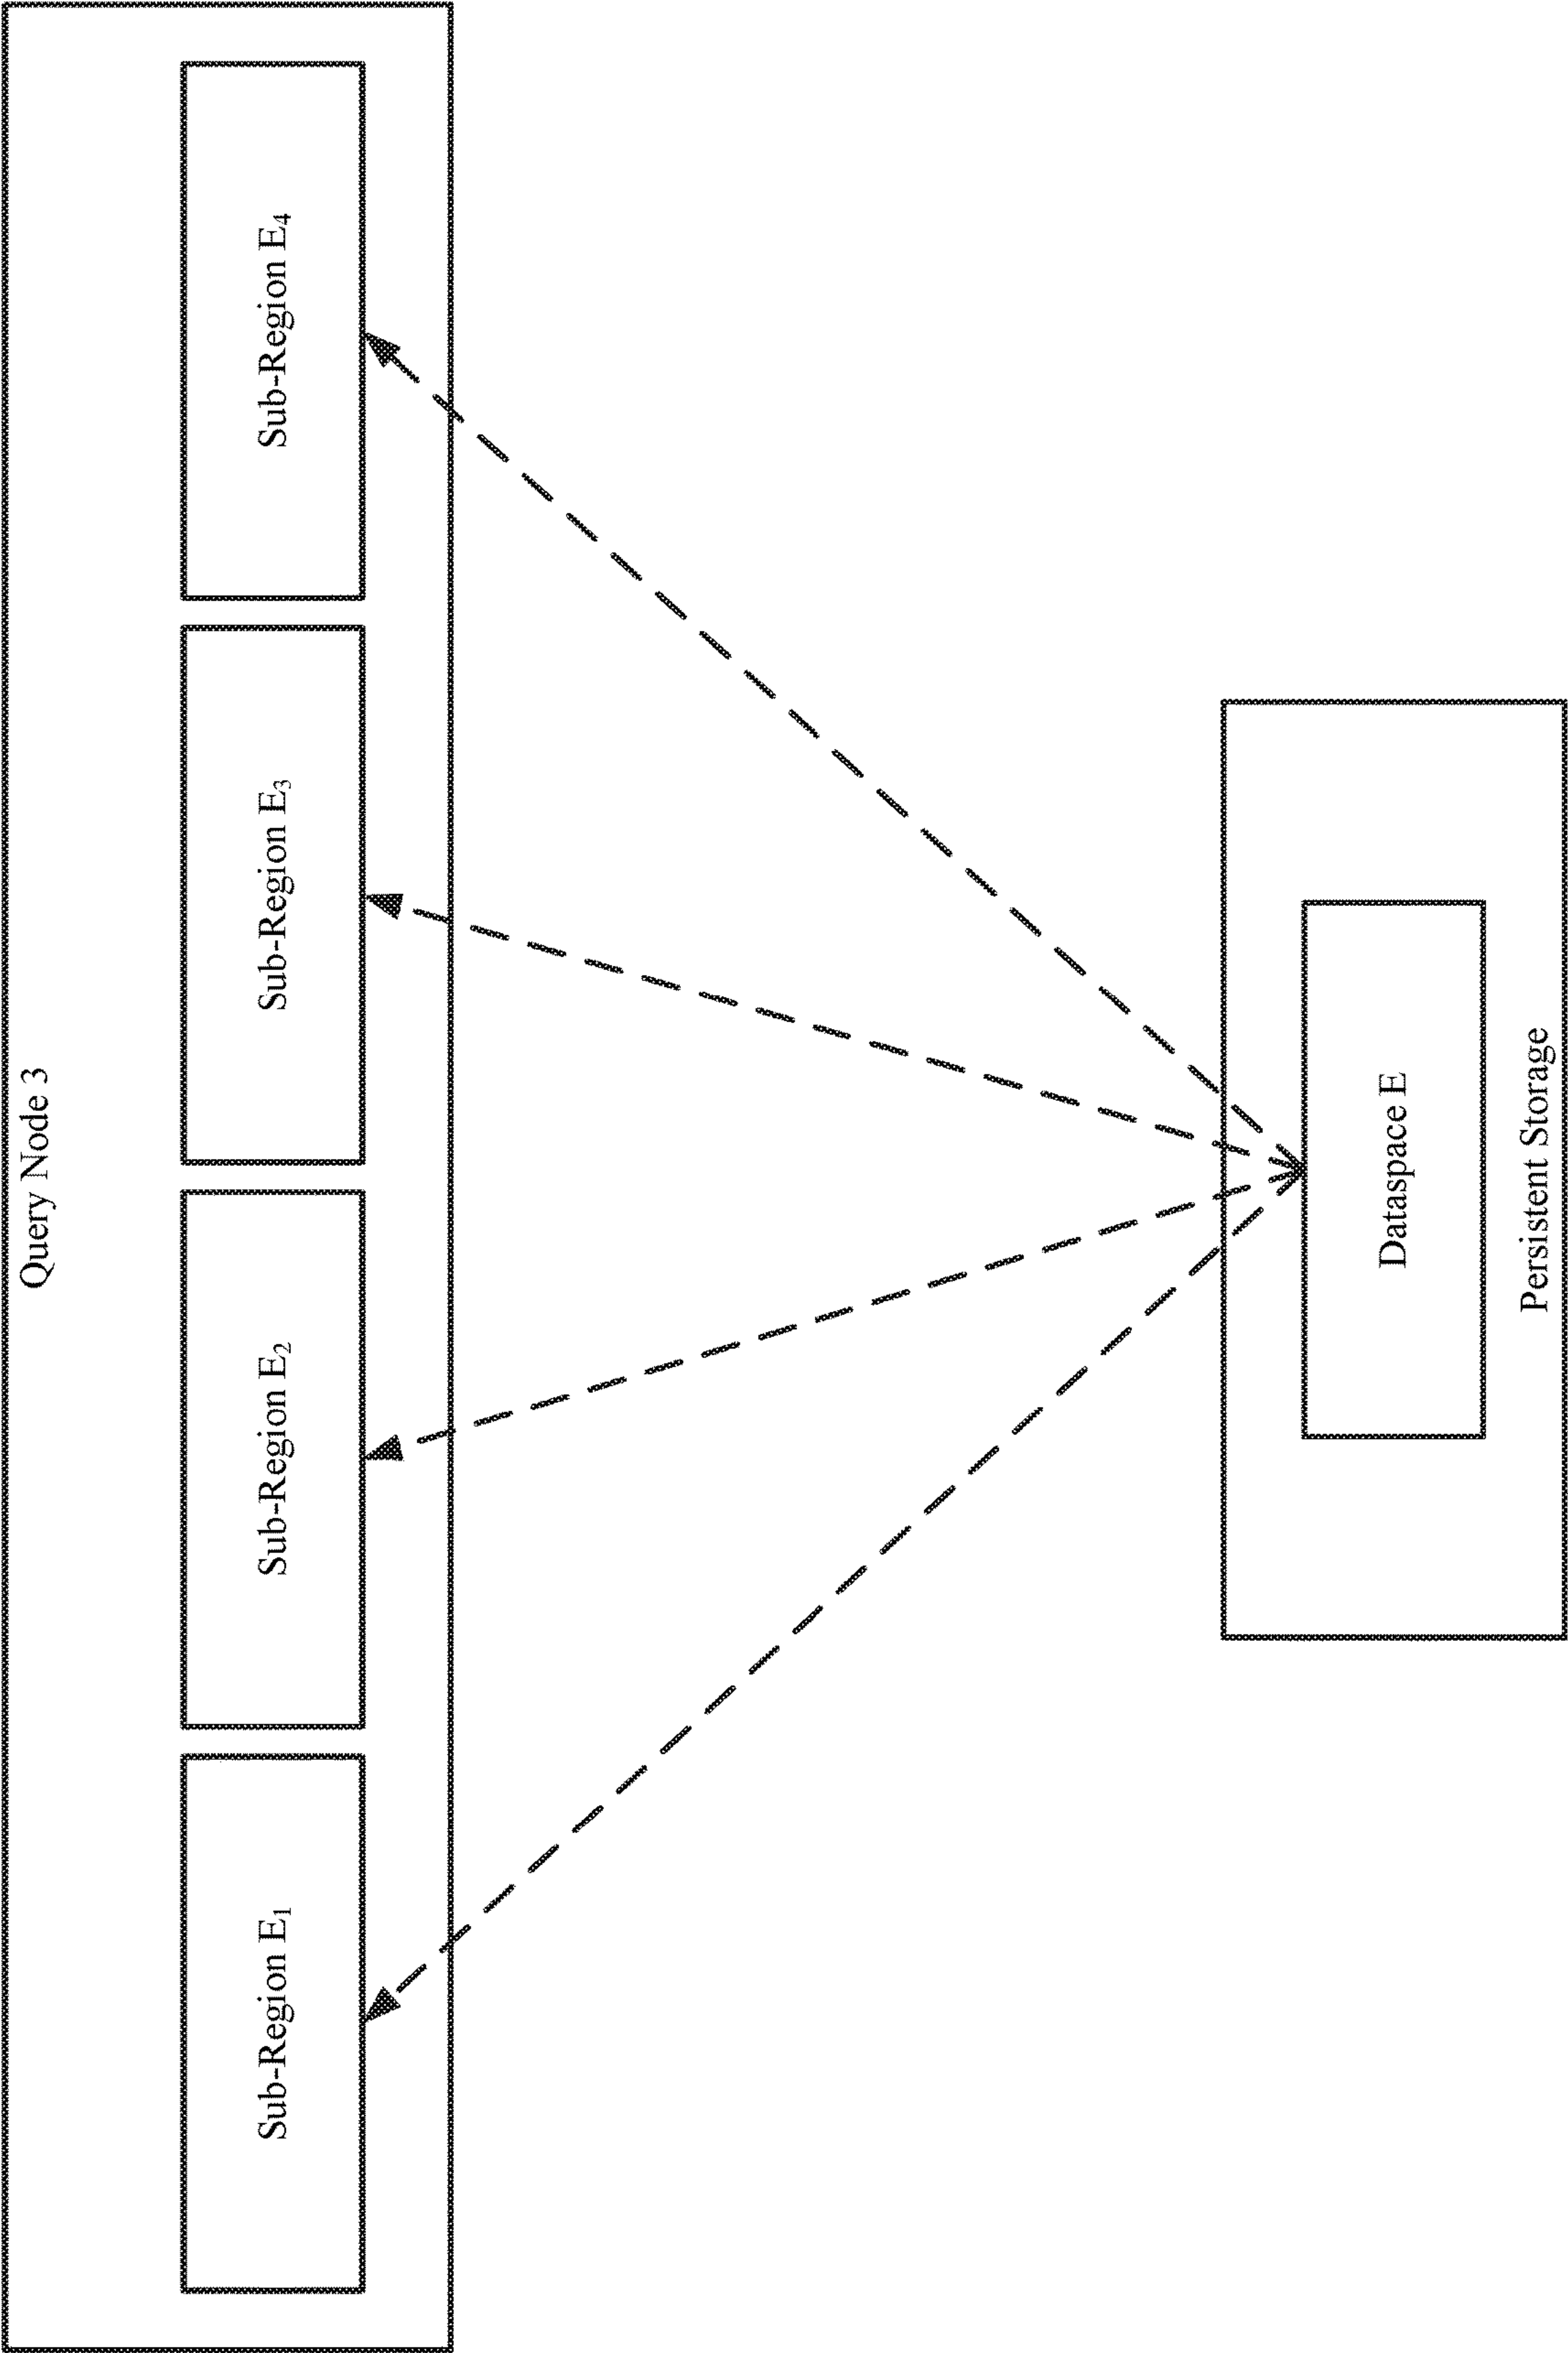 Query Node 3
Sub-Region E₁
Sub-Region E₂
Sub-Region E₃
Sub-Region E₄
Dataspace E
Persistent Storage